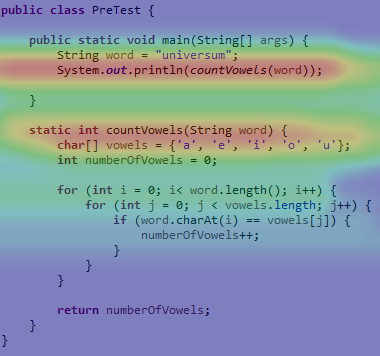 public class PreTest {
public static void main(String[] args) {
String word = "universum";
System.out.println(countVowels(word));
}
static int countVowels(String word) {
char[] vowels = {'a', 'e', 'i', 'o', 'u'};
int numberOfVowels = 0;
for (int i = 0; i< word.length(); i++) {
for (int j = 0; j < vowels.length; j++) {
if (word.charAt(i) == vowels[j]) {
numberOfVowels++;
}
}
}
return numberOfVowels;
}
}